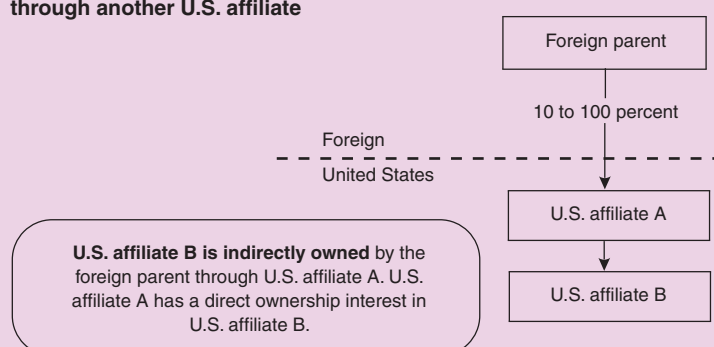 through another U.S. affiliate
Foreign parent
10 to 100 percent
Foreign
United States
U.S. affiliate A
U.S. affiliate B is indirectly owned by the
foreign parent through U.S. affiliate A. U.S.
affiliate A has a direct ownership interest in
U.S. affiliate B.
U.S. affiliate B